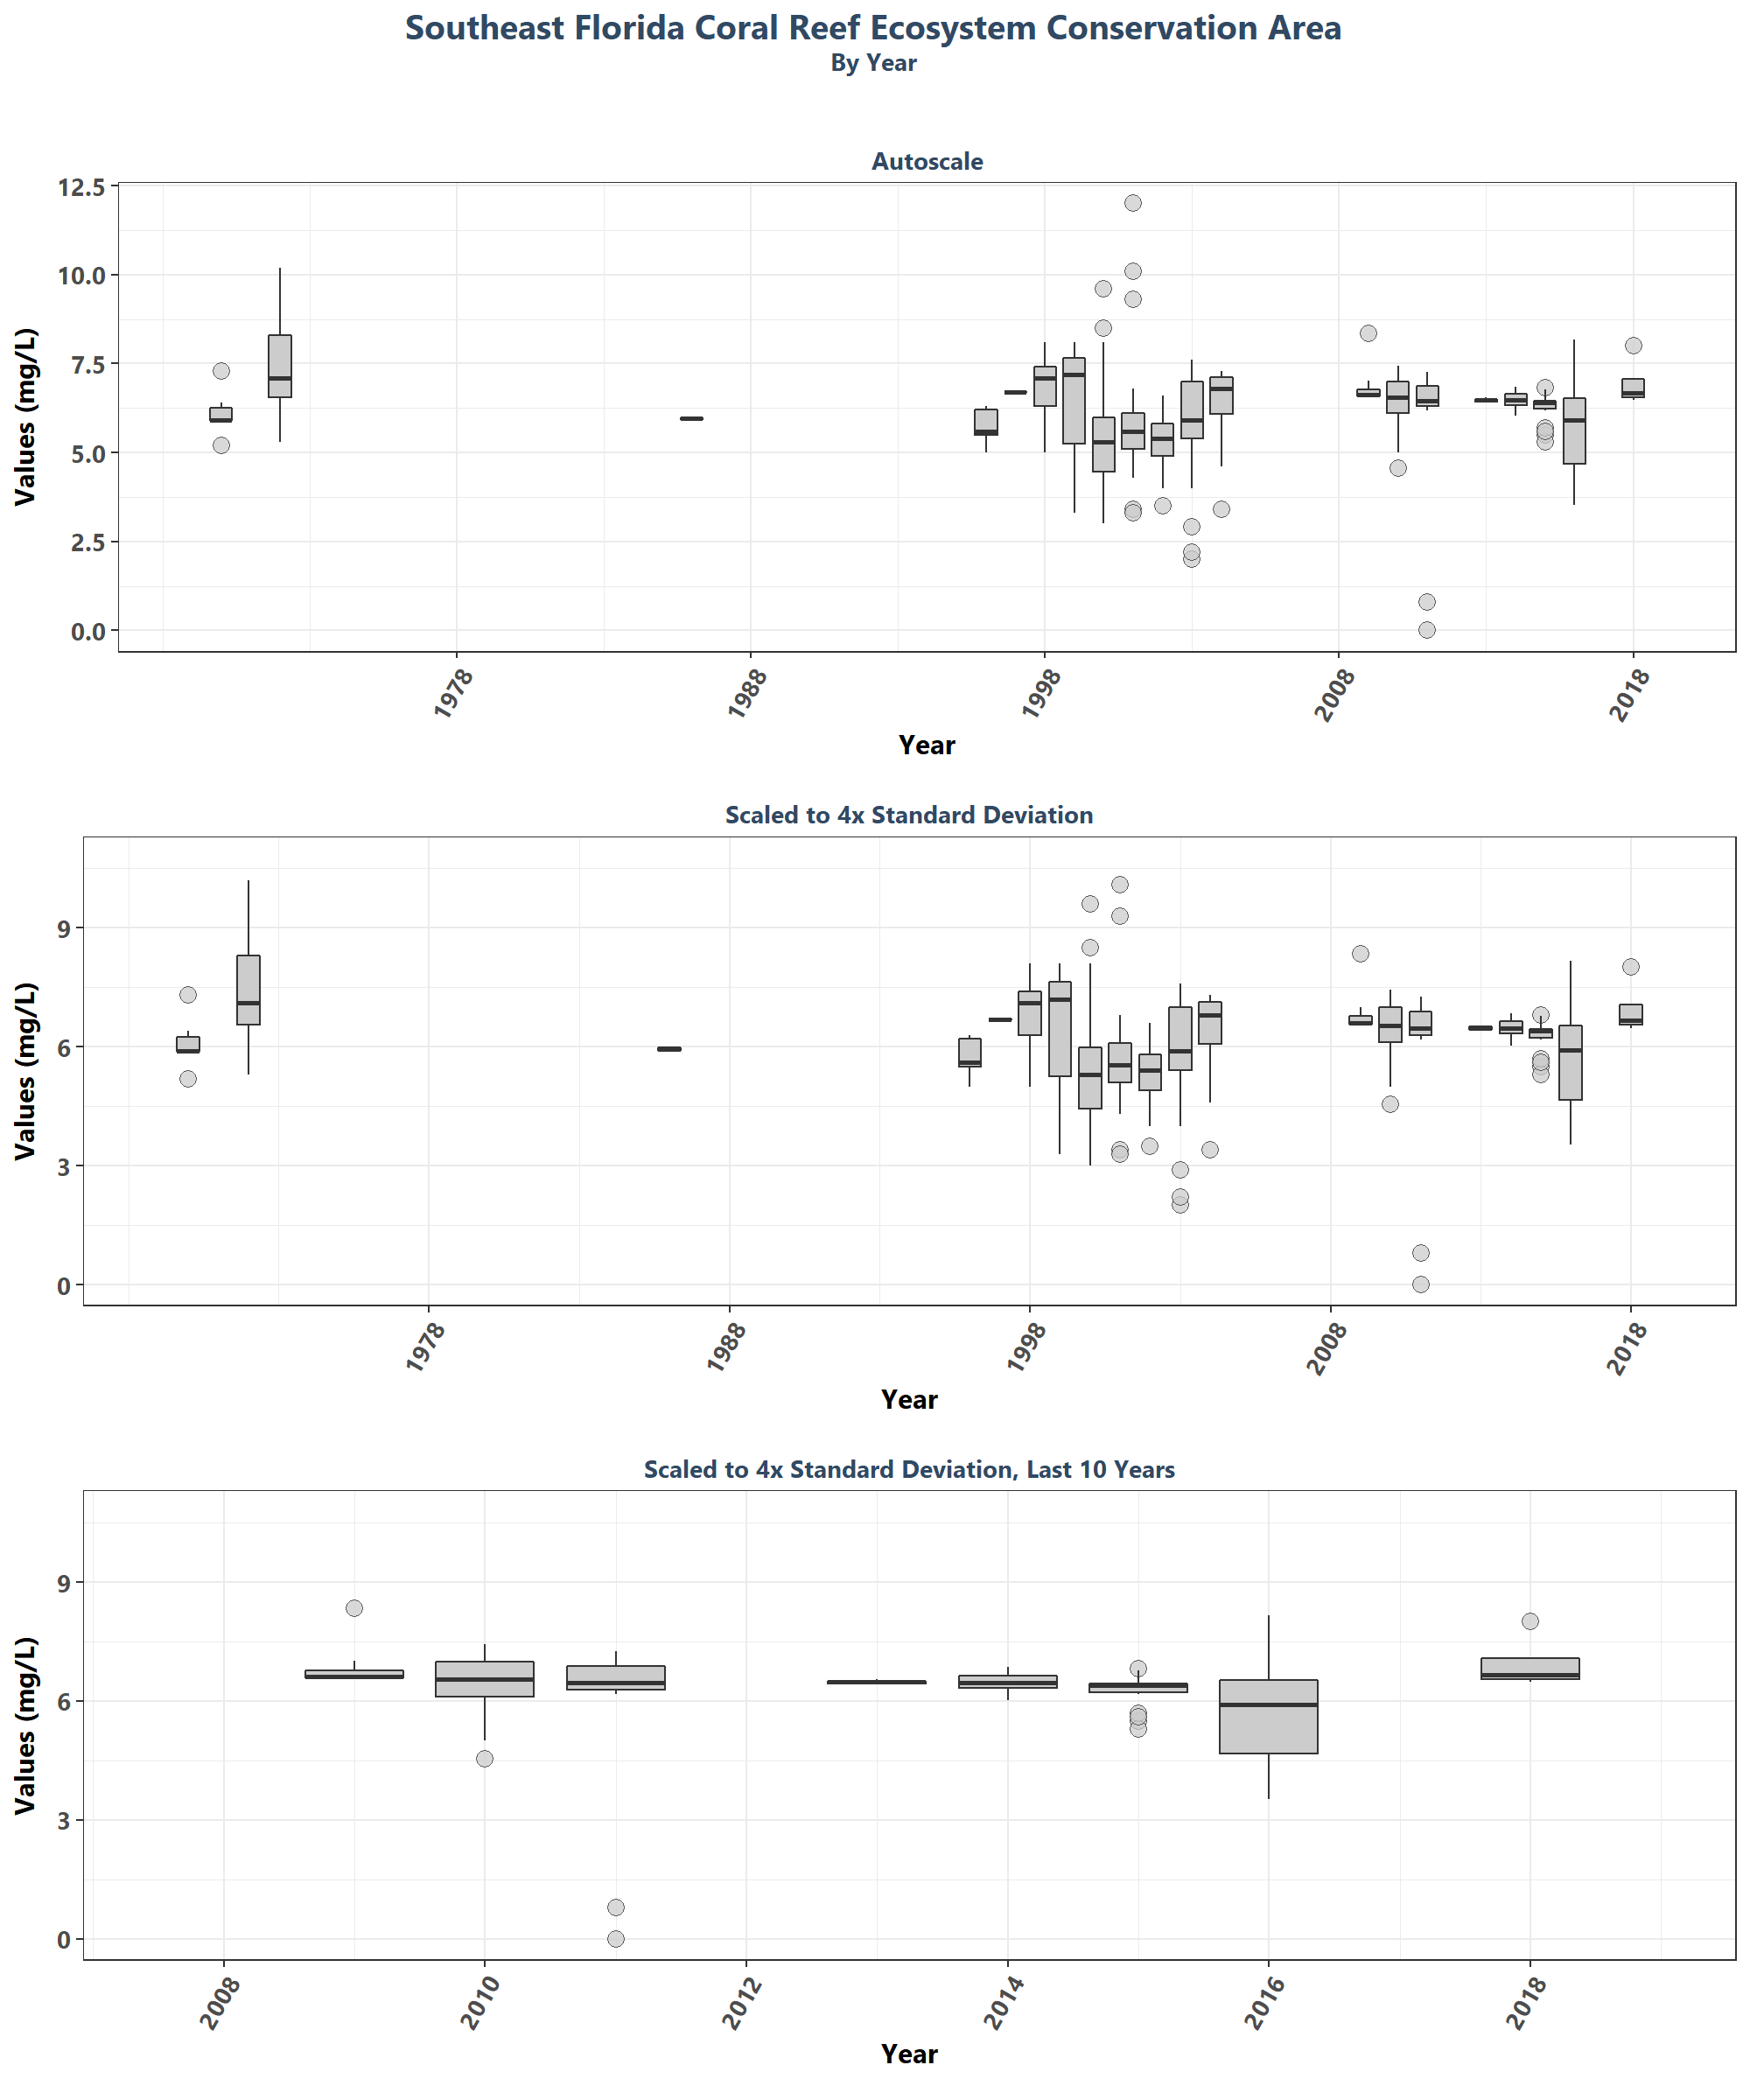 Southeast Florida Coral Reef Ecosystem Conservation Area
By Year
Autoscale
Values (mg/L)
12.5
10.0
7.5
5.0
2.5
0.0
1978
1988
1998
2008
2018
Year
Scaled to 4x Standard Deviation
Values (mg/L)
9
6
3
0
1978
1988
1998
2008
2018
Year
Scaled to 4x Standard Deviation, Last 10 Years
Values (mg/L)
9
6
3
0
2008
2010
2012
2014
2016
2018
Year